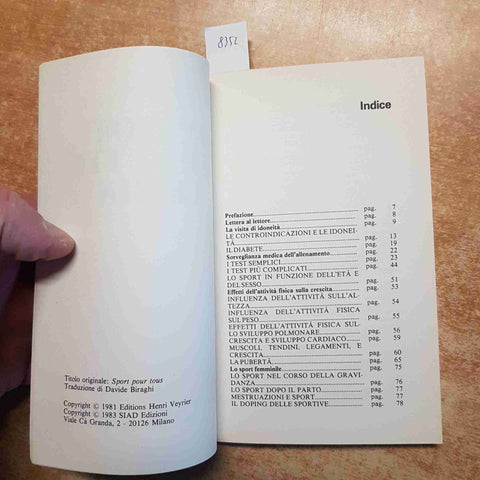 8352
Titolo originale: Sport pour tous
Traduzione di Davide Biraghi
Copyright © 1981 Editions Henri Veyrier
Copyright © 1983 SIAD Edizioni
Viale Cà Granda, 2 - 20126 Milano
Indice
Prefazione pag. 7
Lettera al lettore pag. 8
La visita di idoneità pag. 9
LE CONTROINDICAZIONI E LE IDONEI-
TÀ pag. 13
IL DIABETE pag. 19
Sorveglianza medica dell'allenamento pag. 22
I TEST SEMPLICI pag. 23
I TEST PIÙ COMPLICATI pag. 44
LO SPORT IN FUNZIONE DELL'ETÀ E
DEL SESSO pag. 51
Effetti dell'attività fisica sulla crescita pag. 53
INFLUENZA DELL'ATTIVITÀ SULL'AL-
TEZZA pag. 54
INFLUENZA DELL'ATTIVITÀ FISICA
SUL PESO pag. 55
EFFETTI DELL'ATTIVITÀ FISICA SUL-
LO SVILUPPO POLMONARE pag. 56
CRESCITA E SVILUPPO CARDIACO pag. 59
MUSCOLI, TENDINI, LEGAMENTI, E
CRESCITA pag. 60
LA PUBERTÀ pag. 65
Lo sport femminile pag. 75
LO SPORT NEL CORSO DELLA GRAVI-
DANZA pag. 76
LO SPORT DOPO IL PARTO pag. 77
MESTRUAZIONI E SPORT pag. 77
IL DOPING DELLE SPORTIVE pag. 78